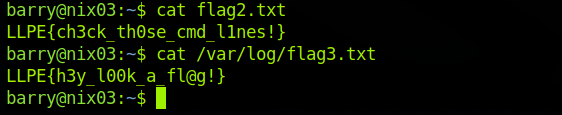 barry@nix03:~$ cat flag2.txt
LLPE{ch3ck_th0se_cmd_l1nes!}
barry@nix03:~$ cat /var/log/flag3.txt
LLPE{h3y_l00k_a_fl@g!}
barry@nix03:~$